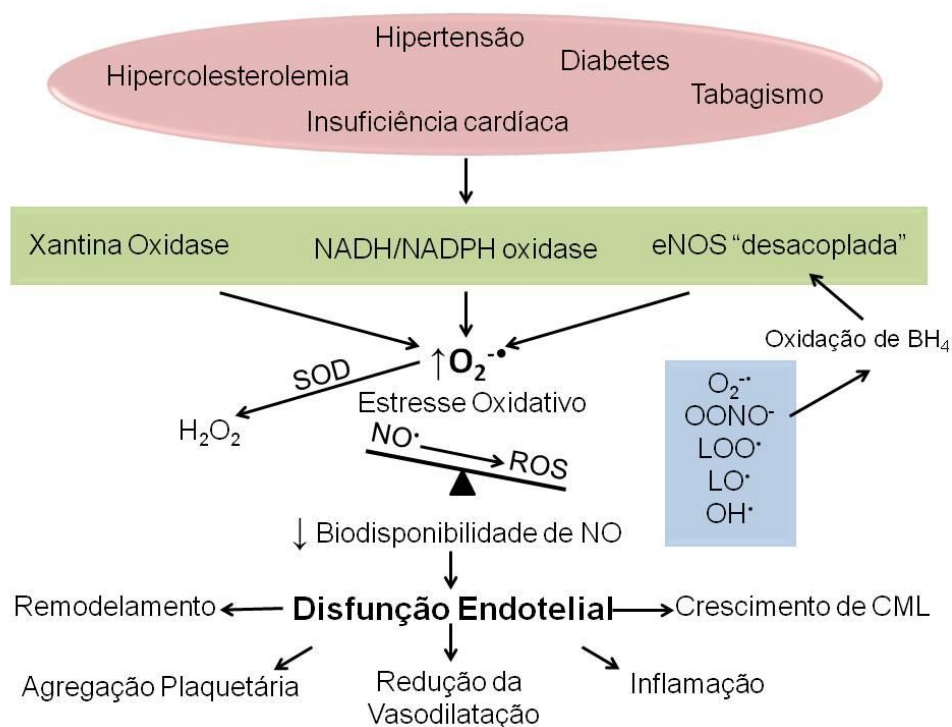 Hipertensão
Hipercolesterolemia
Diabetes
Tabagismo
Insuficiência cardíaca
Xantina Oxidase
NADH/NADPH oxidase
eNOS “desacoplada”
Oxidação de BH₄
↑O₂⁻•
SOD
Estresse Oxidativo
H₂O₂
NO•
ROS
O₂⁻•
OONO⁻
LOO•
LO•
OH•
↓ Biodisponibilidade de NO
Remodelamento
Disfunção Endotelial
Crescimento de CML
Agregação Plaquetária
Redução da
Vasodilatação
Inflamação